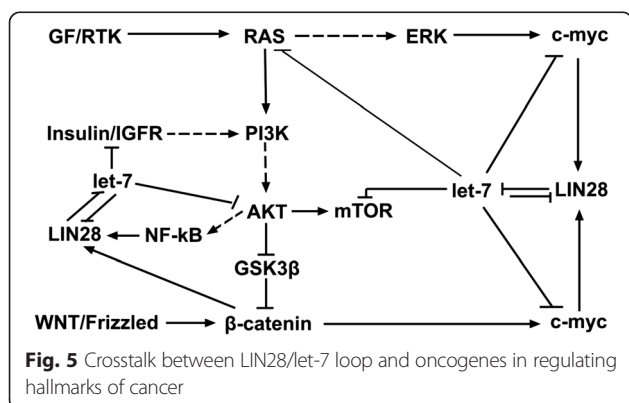 GF/RTK RAS ERK c-myc
Insulin/IGFR PI3K
let-7 let-7 LIN28
AKT mTOR
LIN28 NF-kB
GSK3β
WNT/Frizzled β-catenin c-myc
Fig. 5 Crosstalk between LIN28/let-7 loop and oncogenes in regulating
hallmarks of cancer